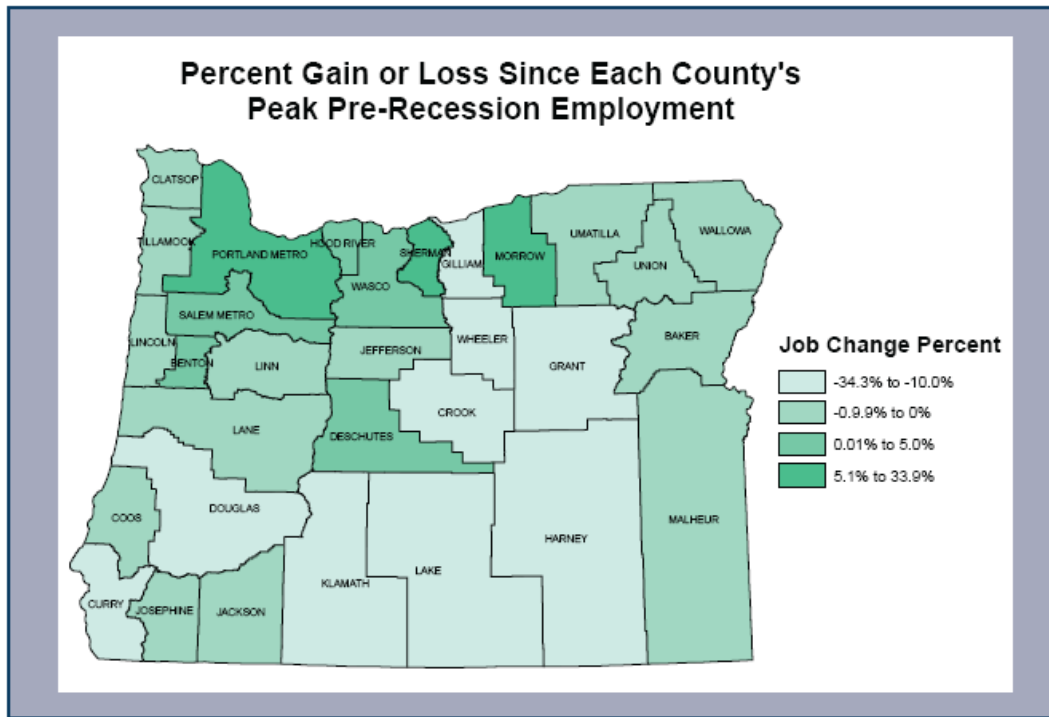 Percent Gain or Loss Since Each County's
Peak Pre-Recession Employment
CLATSOP
TILLAMOOK
PORTLAND METRO
HOOD RIVER
SHERMAN
GILLIAM
MORROW
UMATILLA
WALLOWA
UNION
WASCO
SALEM METRO
LINCOLN
BENTON
LINN
JEFFERSON
WHEELER
GRANT
BAKER
LANE
DESCHUTES
CROOK
COOS
DOUGLAS
HARNEY
MALHEUR
CURRY
JOSEPHINE
JACKSON
KLAMATH
LAKE
Job Change Percent
-34.3% to -10.0%
-0.9.9% to 0%
0.01% to 5.0%
5.1% to 33.9%